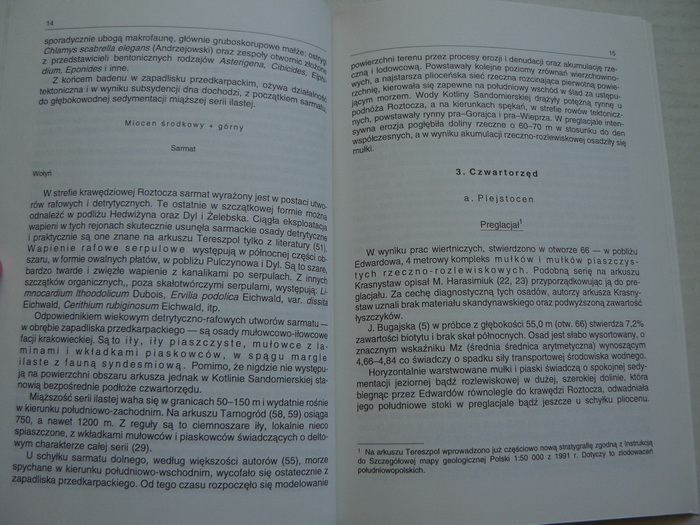 14
sporadycznie ubogą makrofaunę, głównie gruboskorupowe małże: ostrygi
Chlamys scabrella elegans (Andrzejowski) oraz zespoły otwornic złożone
z przedstawicieli bentonicznych rodzajów Asterigena, Cibicides, Elphi-
dium, Eponides i inne.
Z końcem badenu w zapadlisku przedkarpackim, ożywa działalność
tektoniczna i w wyniku subsydencji dna dochodzi, z początkiem sarmatu
do głębokowodnej sedymentacji miąższej serii ilastej.
Miocen środkowy + górny
Sarmat
Wołyń
W strefie krawędziowej Roztocza sarmat wyrażony jest w postaci utwo-
rów rafowych i detrytycznych. Te ostatnie w szczątkowej formie można
odnaleźć w podliżu Hedwiżyna oraz Dyl i Żelebska. Ciągła eksploatacja
wapieni w tych rejonach skutecznie usunęła sarmackie osady detrytyczne
i praktycznie są one znane na arkuszu Tereszpol tylko z literatury (51).
Wapienie rafowe serpulowe występują w północnej części ob-
szaru, w formie owalnych płatów, w pobliżu Pulczynowa i Dyl. Są to szare,
bardzo twarde i zwięzłe wapienie z kanalikami po serpulach. Z innych
szczątków organicznych,, poza skałotwórczymi serpulami, występują: Li-
mnocardium lthoodolicum Dubois, Ervilia podolica Eichwald, var. dissita
Eichwald, Cerithium rubiginosum Eichwald, itp.
Odpowiednikiem wiekowym detrytyczno-rafowych utworów sarmatu —
w obrębie zapadliska przedkarpackiego — są osady mułowcowo-iłowcowe
facji krakowieckiej. Są to iły, iły piaszczyste, mułowce z la-
minami i wkładkami piaskowców, w spągu margle
ilaste z fauną syndesmiową. Pomimo, że nigdzie nie występu-
ją na powierzchni obszaru arkusza jednak w Kotlinie Sandomierskiej sta-
nowią bezpośrednie podłoże czwartorzędu.
Miąższość serii ilastej waha się w granicach 50–150 m i wydatnie rośnie
w kierunku południowo-zachodnim. Na arkuszu Tarnogród (58, 59) osiąga
750, a nawet 1200 m. Z reguły są to ciemnoszare iły, lokalnie nieco
spiaszczone, z wkładkami mułowców i piaskowców świadczących o delto-
wym charakterze całej serii (29).
U schyłku sarmatu dolnego, według większości autorów (55), morze
spychane w kierunku południowo-wschodnim, wycofało się ostatecznie z
zapadliska przedkarpackiego. Od tego czasu rozpoczęło się modelowanie
15
powierzchni terenu przez procesy erozji i denudacji oraz akumulację rze-
czną i lodowcową. Powstawały kolejne poziomy zrównań wierzchowino-
wych, a najstarsza plioceńska sieć rzeczna rozcinająca pierwotną powie-
rzchnię, kierowała się zapewne na południowy wschód w ślad za ustępu-
jącym morzem. Wody Kotliny Sandomierskiej drążyły potężną rynnę u
podnóża Roztocza, a na kierunkach spękań, w strefie rowów tektonicz-
nych, powstawały rynny pra-Gorajca i pra-Wieprza. W preglacjale inten-
sywna erozja pogłębiła doliny rzeczne o 60–70 m w stosunku do den
współczesnych, a w wyniku akumulacji rzeczno-rozlewiskowej osadziły się
mułki.
3. Czwartorzęd
a. Plejstocen
Preglacjał¹
W wyniku prac wiertniczych, stwierdzono w otworze 66 — w pobliżu
Edwardowa, 4 metrowy kompleks mułków i mułków piaszczys-
tych rzeczno-rozlewiskowych. Podobną serię na arkuszu
Krasnystaw opisał M. Harasimiuk (22, 23) przyporządkowując ją do pre-
glacjału. Za cechę diagnostyczną tych osadów, autorzy arkusza Krasny-
staw uznali brak materiału skandynawskiego oraz podwyższoną zawartość
łyszczyków.
J. Bugajska (5) w próbce z głębokości 55,0 m (otw. 66) stwierdza 7,2%
zawartości biotytu i brak skał północnych. Osad jest słabo wysortowany, o
znacznym wskaźniku Mz (średnia średnica arytmetyczna) wynoszącym
4,66–4,84 co świadczy o spadku siły transportowej środowiska wodnego.
Horyzontalnie warstwowane mułki i piaski świadczą o spokojnej sedy-
mentacji jeziornej bądź rozlewiskowej w dużej, szerokiej dolinie, która
biegnąc przez Edwardów równolegle do krawędzi Roztocza, odwadniała
jego południowe stoki w preglacjale bądź jeszcze u schyłku pliocenu.
¹ Na arkuszu Tereszpol wprowadzono już częściowo nową stratygrafię zgodną z Instrukcją
do Szczegółowej mapy geologicznej Polski 1:50 000 z 1991 r. Dotyczy to zlodowaceń
południowopolskich.